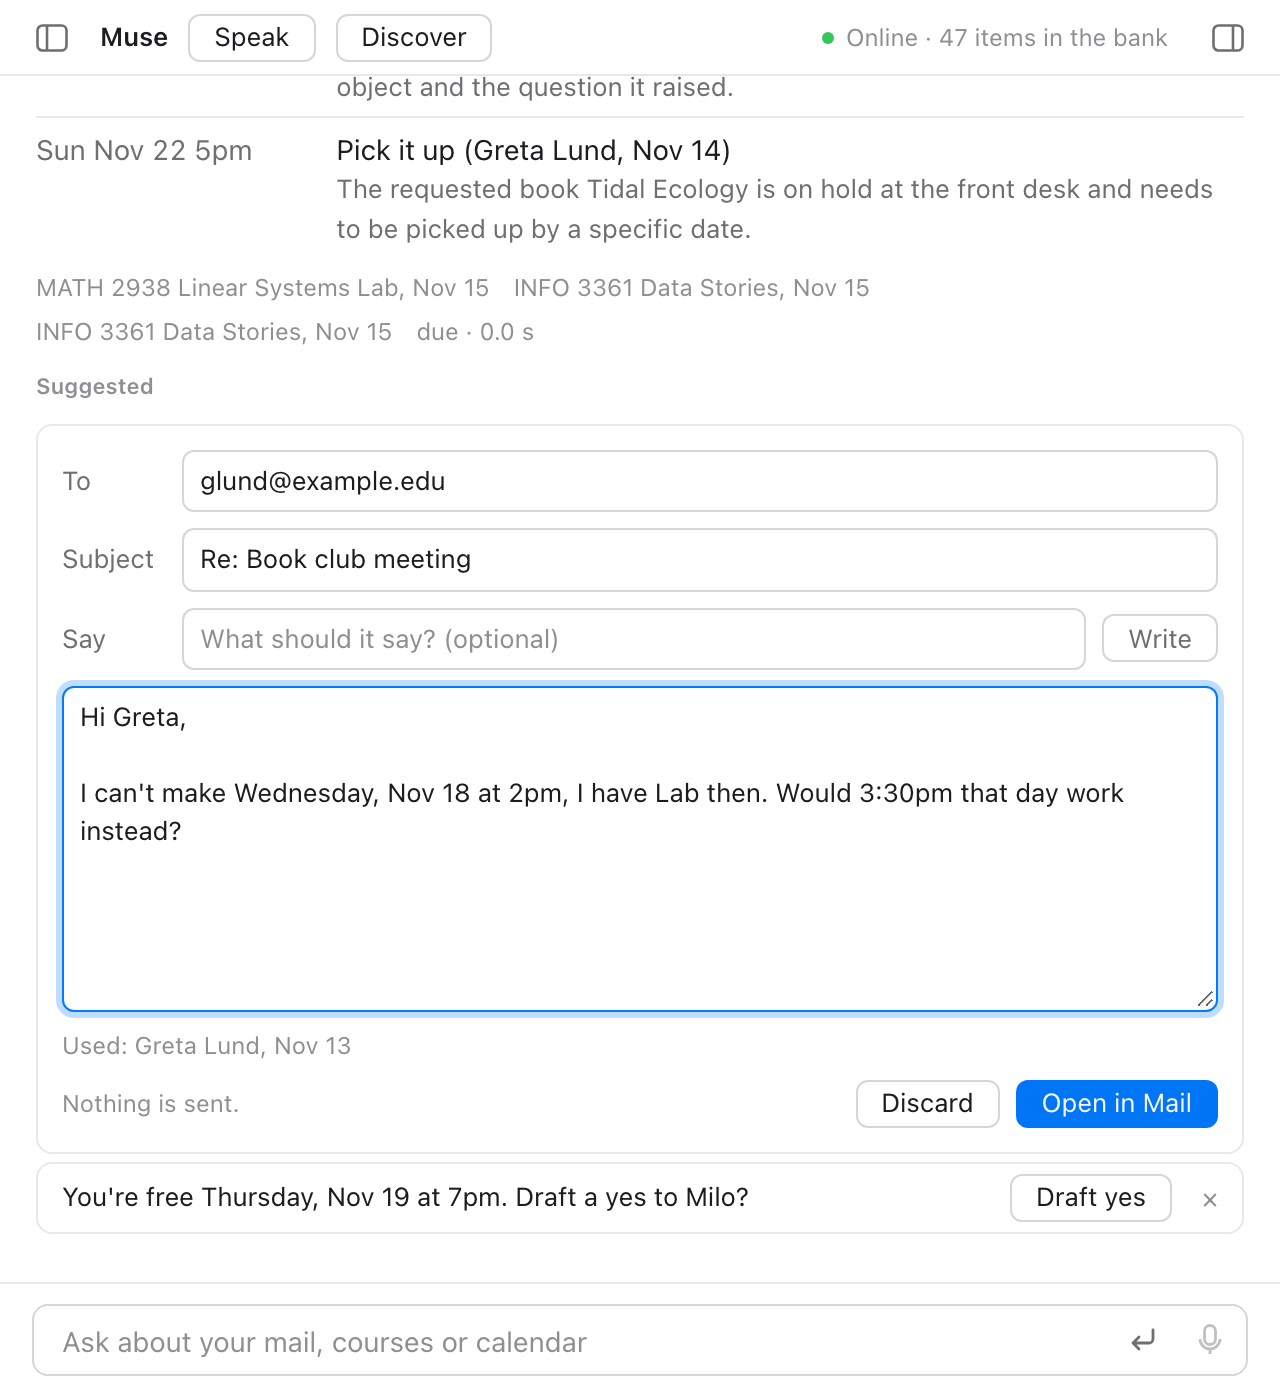 Muse Speak Discover Online · 47 items in the bank
object and the question it raised.
Sun Nov 22 5pm Pick it up (Greta Lund, Nov 14)
The requested book Tidal Ecology is on hold at the front desk and needs
to be picked up by a specific date.
MATH 2938 Linear Systems Lab, Nov 15 INFO 3361 Data Stories, Nov 15
INFO 3361 Data Stories, Nov 15 due · 0.0 s
Suggested
To glund@example.edu
Subject Re: Book club meeting
Say What should it say? (optional) Write
Hi Greta,
I can't make Wednesday, Nov 18 at 2pm, I have Lab then. Would 3:30pm that day work
instead?
Used: Greta Lund, Nov 13
Nothing is sent. Discard Open in Mail
You're free Thursday, Nov 19 at 7pm. Draft a yes to Milo? Draft yes ×
Ask about your mail, courses or calendar